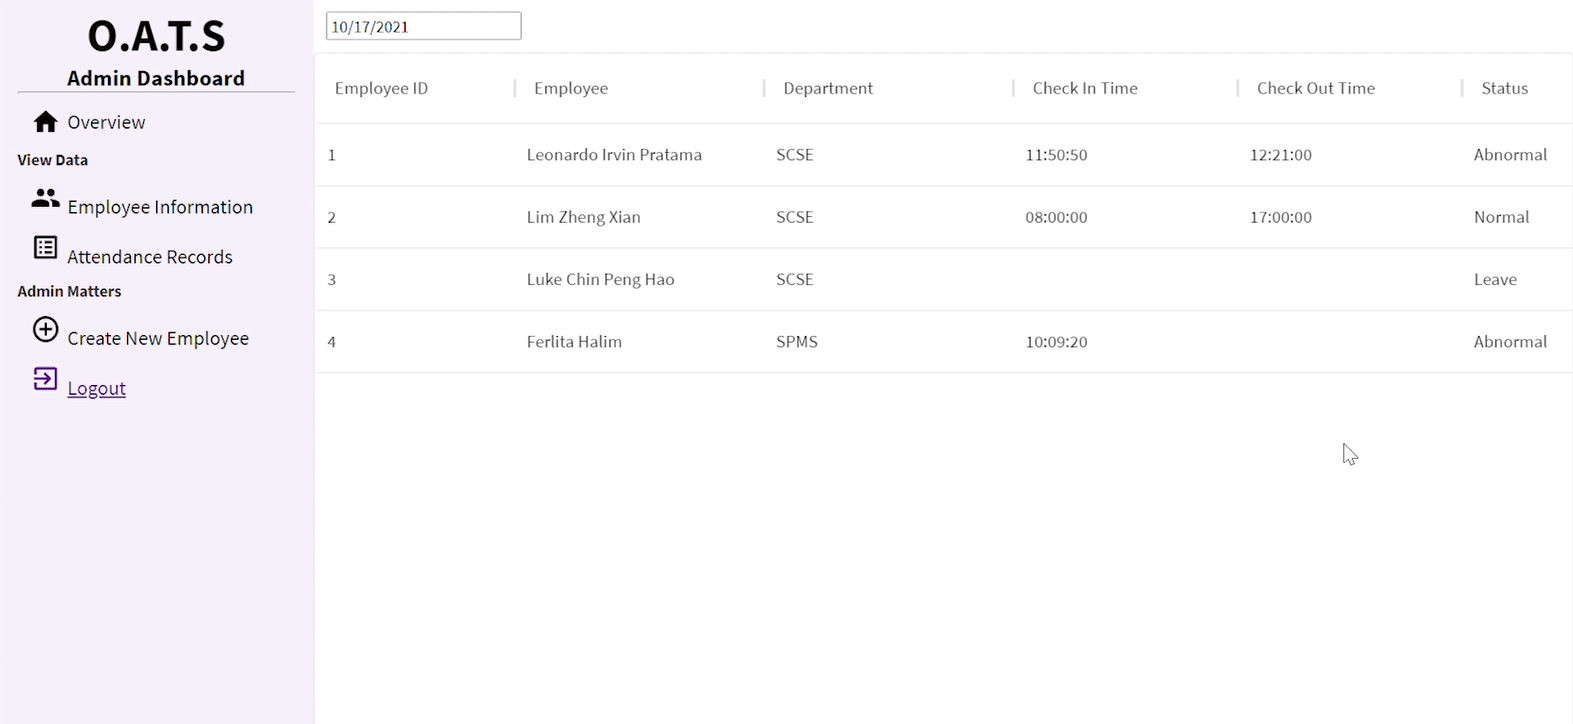 O.A.T.S
Admin Dashboard
Overview
View Data
Employee Information
Attendance Records
Admin Matters
Create New Employee
Logout
10/17/2021
Employee ID Employee Department Check In Time Check Out Time Status
1 Leonardo Irvin Pratama SCSE 11:50:50 12:21:00 Abnormal
2 Lim Zheng Xian SCSE 08:00:00 17:00:00 Normal
3 Luke Chin Peng Hao SCSE Leave
4 Ferlita Halim SPMS 10:09:20 Abnormal